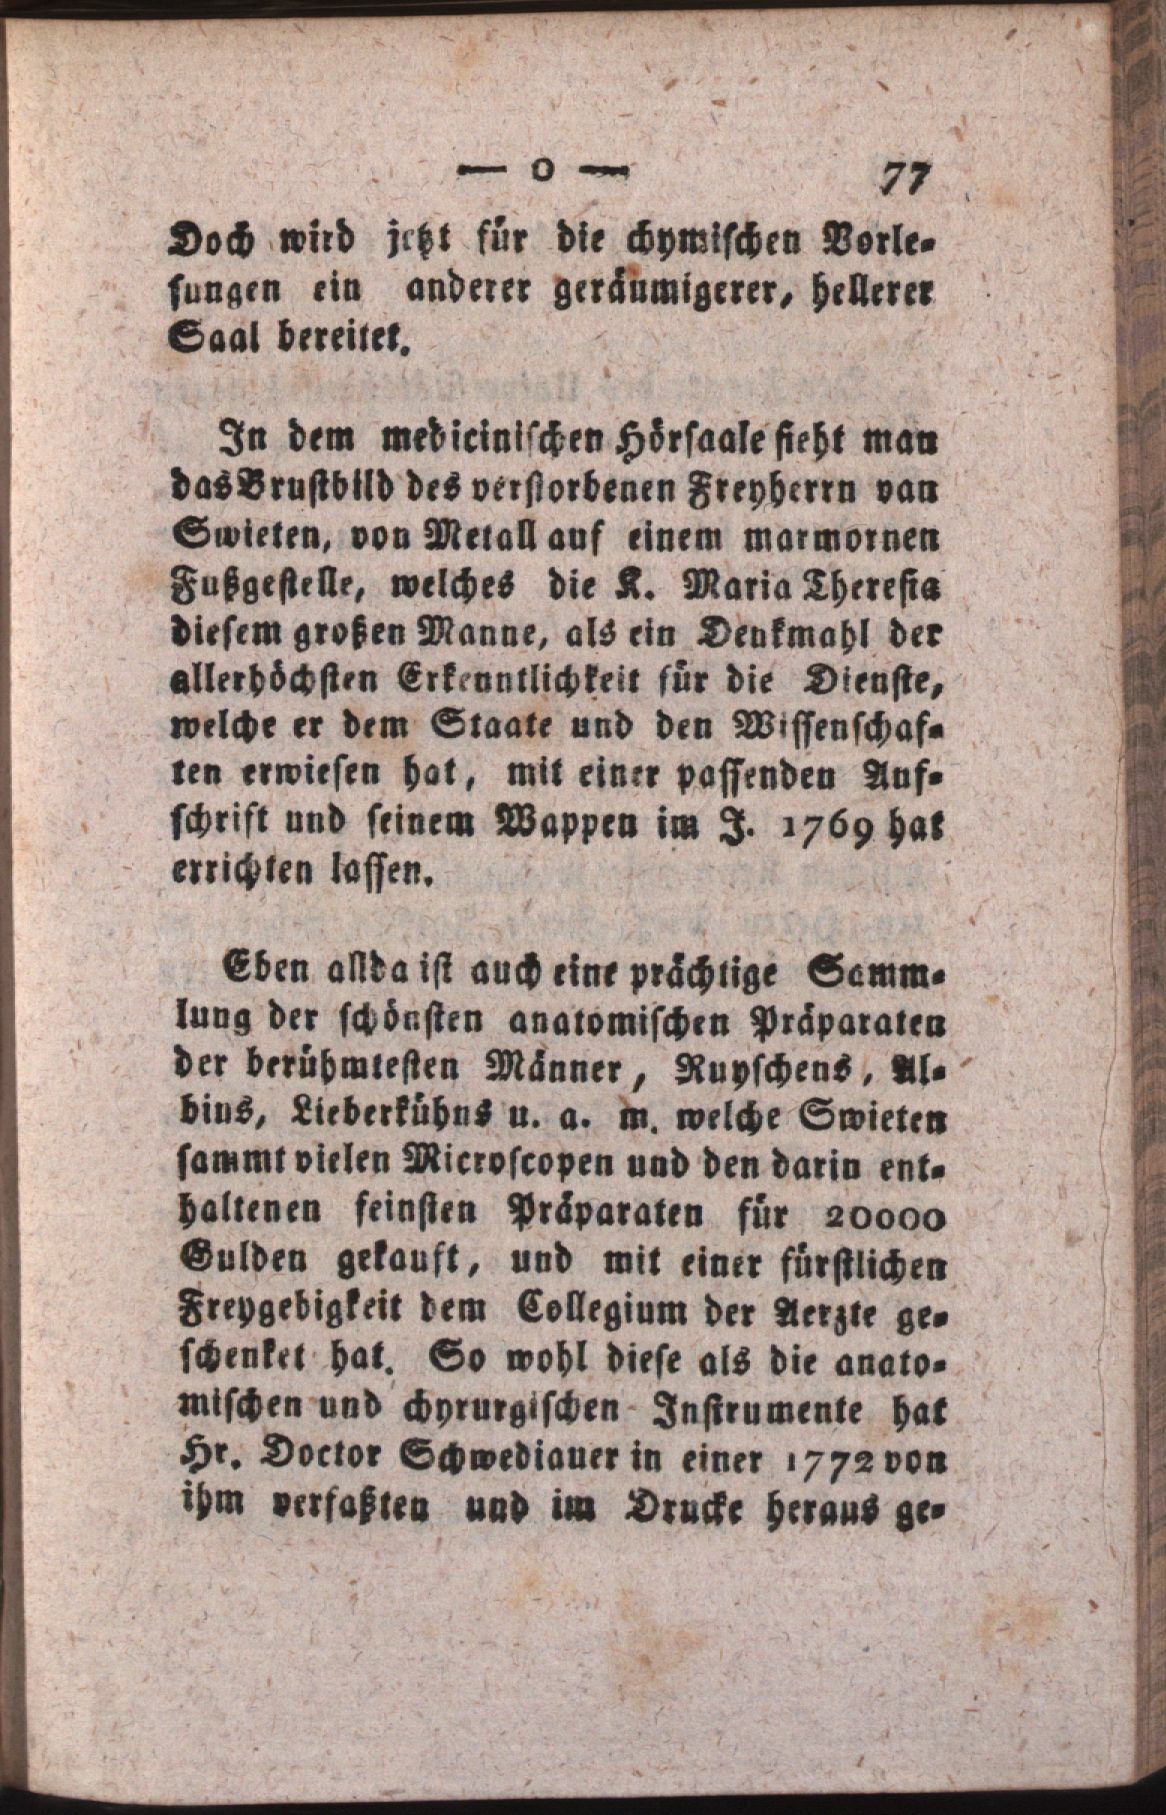 — 0 — 77
Doch wird jetzt für die chymischen Vorle-
sungen ein anderer geräumigerer, hellerer
Saal bereitet.
In dem medicinischen Hörsaale sieht man
das Brustbild des verstorbenen Freyherrn van
Swieten, von Metall auf einem marmornen
Fußgestelle, welches die K. Maria Theresia
diesem großen Manne, als ein Denkmahl der
allerhöchsten Erkenntlichkeit für die Dienste,
welche er dem Staate und den Wissenschaf-
ten erwiesen hat, mit einer passenden Auf-
schrift und seinem Wappen im J. 1769 hat
errichten lassen.
Eben allda ist auch eine prächtige Samm-
lung der schönsten anatomischen Präparaten
der berühmtesten Männer, Ruyschens, Al-
bins, Lieberkühns u. a. m. welche Swieten
sammt vielen Microscopen und den darin ent-
haltenen feinsten Präparaten für 20000
Gulden gekauft, und mit einer fürstlichen
Freygebigkeit dem Collegium der Aerzte ge-
schenket hat. So wohl diese als die anato-
mischen und chyrurgischen Instrumente hat
Hr. Doctor Schwediauer in einer 1772 von
ihm verfaßten und im Drucke heraus ge-